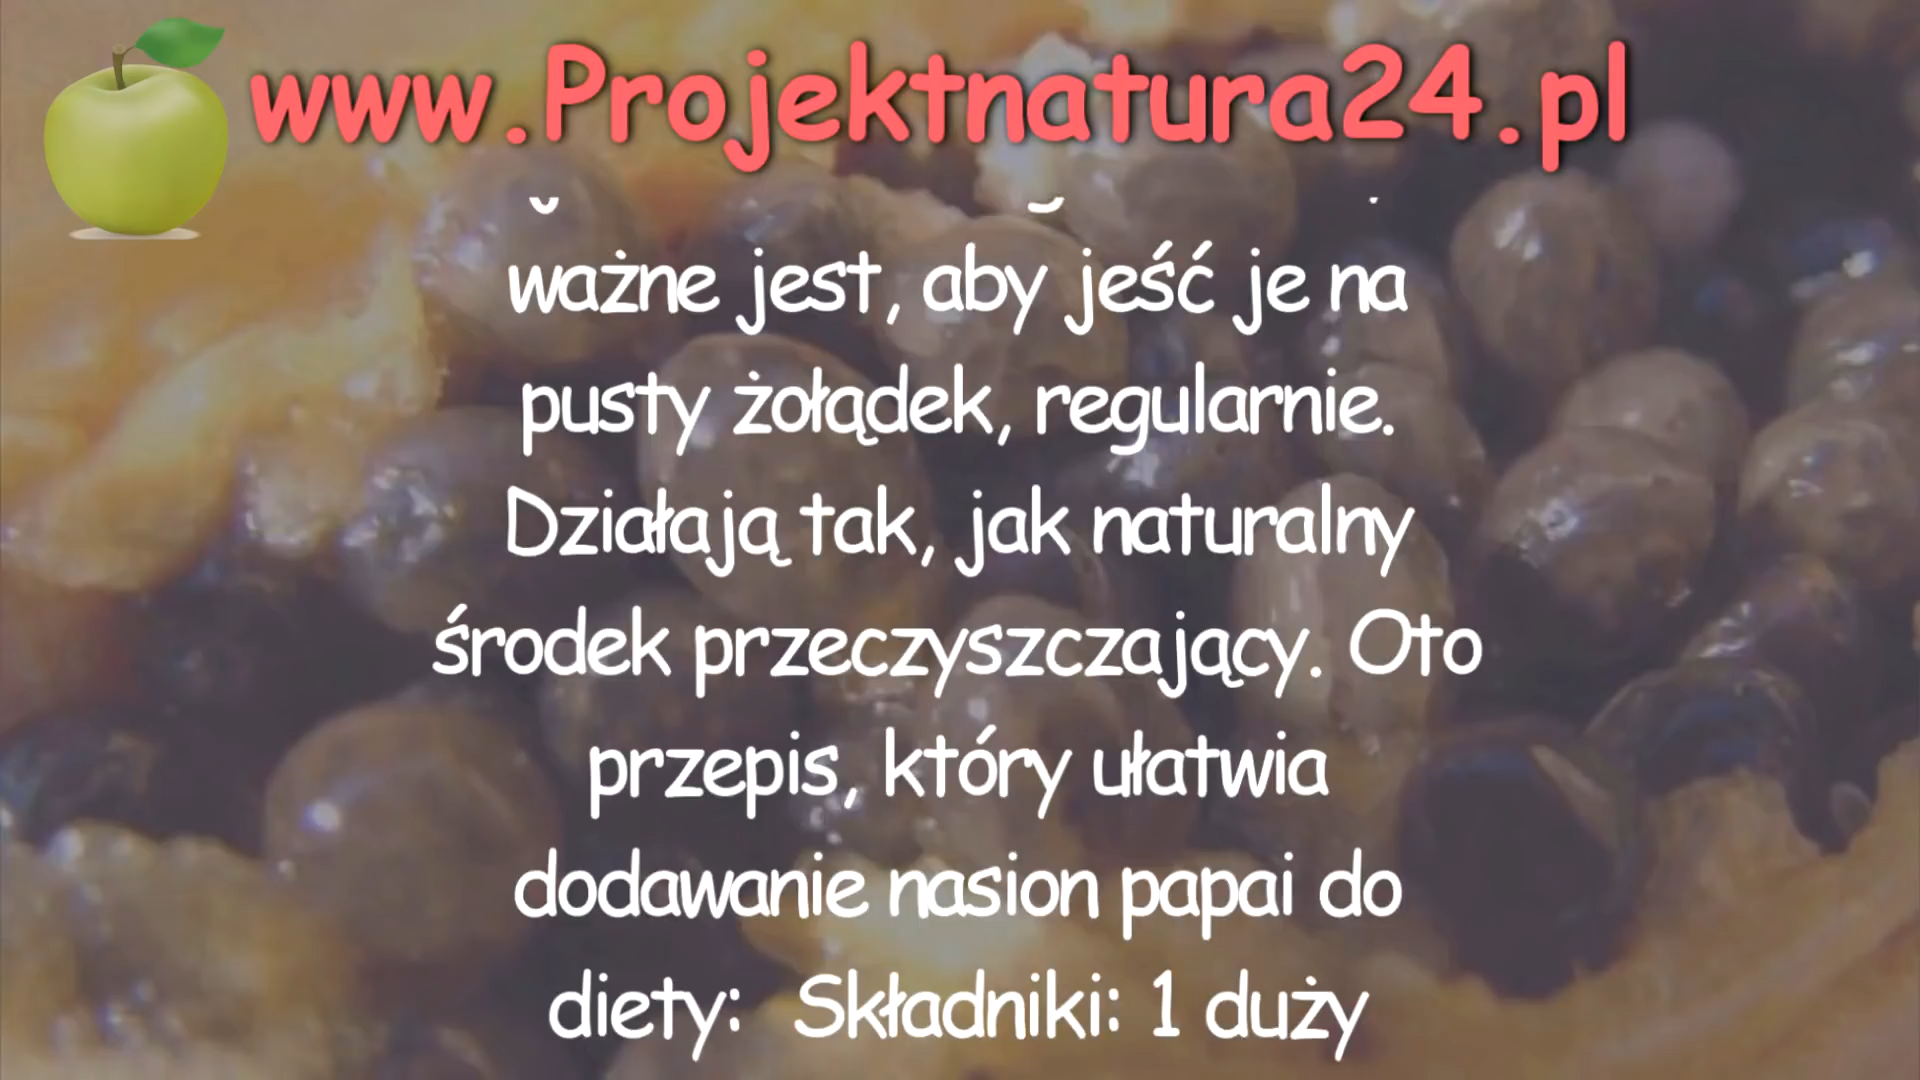 www.Projektnatura24.pl
ważne jest, aby jeść je na
pusty żołądek, regularnie.
Działają tak, jak naturalny
środek przeczyszczający. Oto
przepis, który ułatwia
dodawanie nasion papai do
diety: Składniki: 1 duży